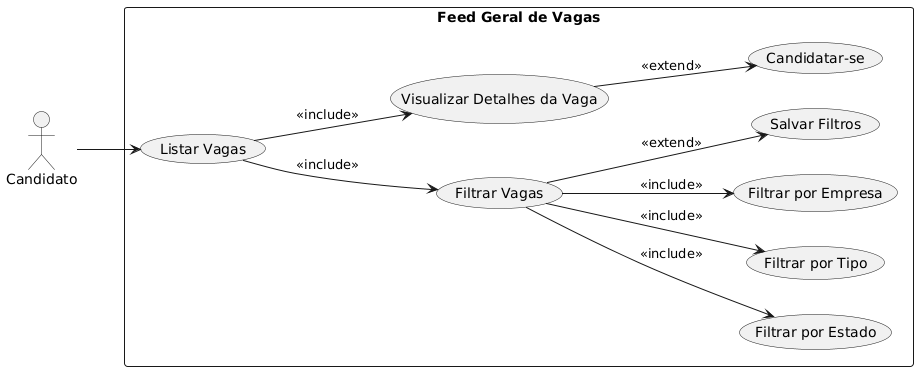 Feed Geral de Vagas
Candidato
Listar Vagas
«include»
«include»
Visualizar Detalhes da Vaga
Filtrar Vagas
«extend»
Candidatar-se
«extend»
Salvar Filtros
«include»
Filtrar por Empresa
«include»
Filtrar por Tipo
«include»
Filtrar por Estado